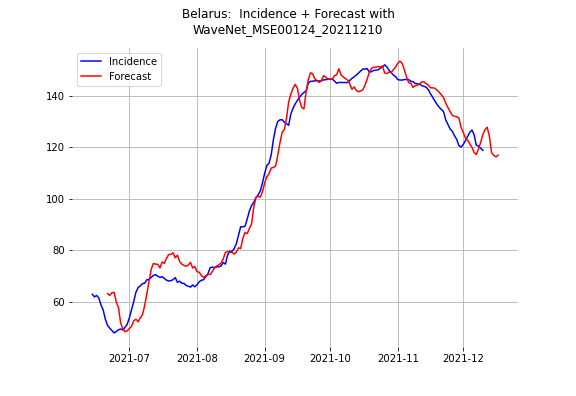 Belarus:  Incidence + Forecast with
WaveNet_MSE00124_20211210
Incidence
Forecast
140
120
100
80
60
2021-07 2021-08 2021-09 2021-10 2021-11 2021-12